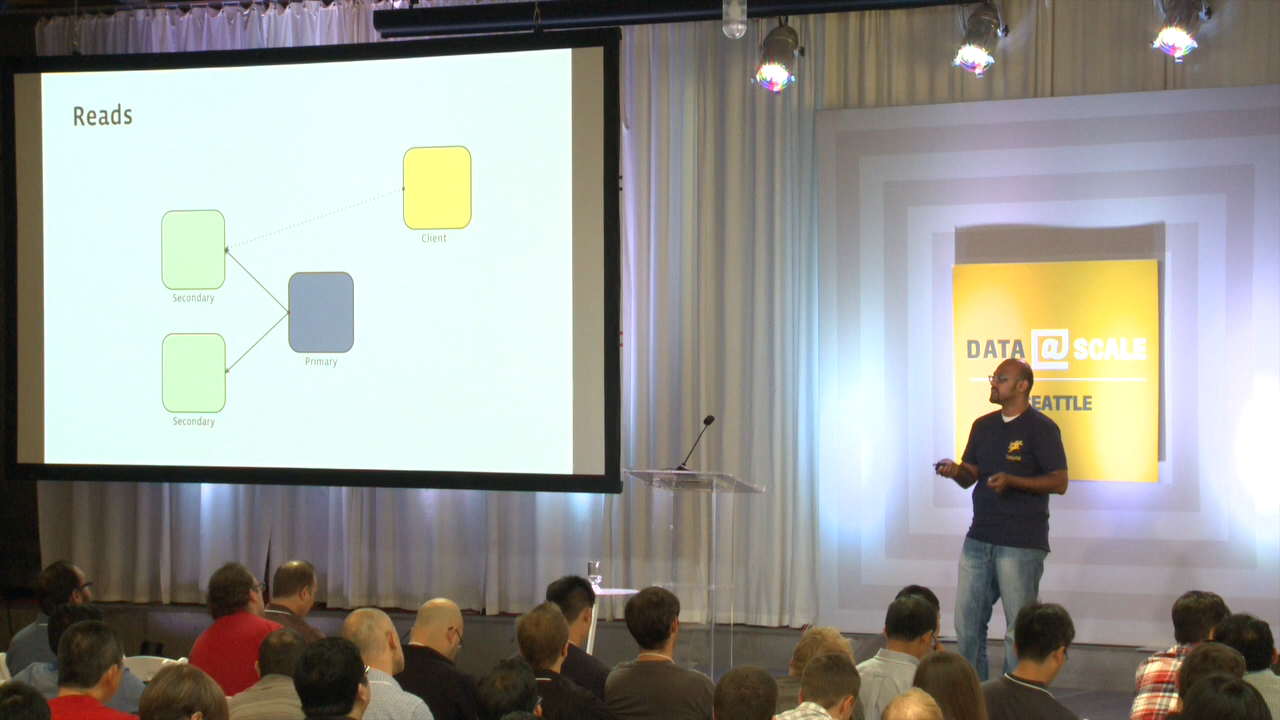 Reads
Client
Secondary
Primary
Secondary
DATA @ SCALE
EATTLE